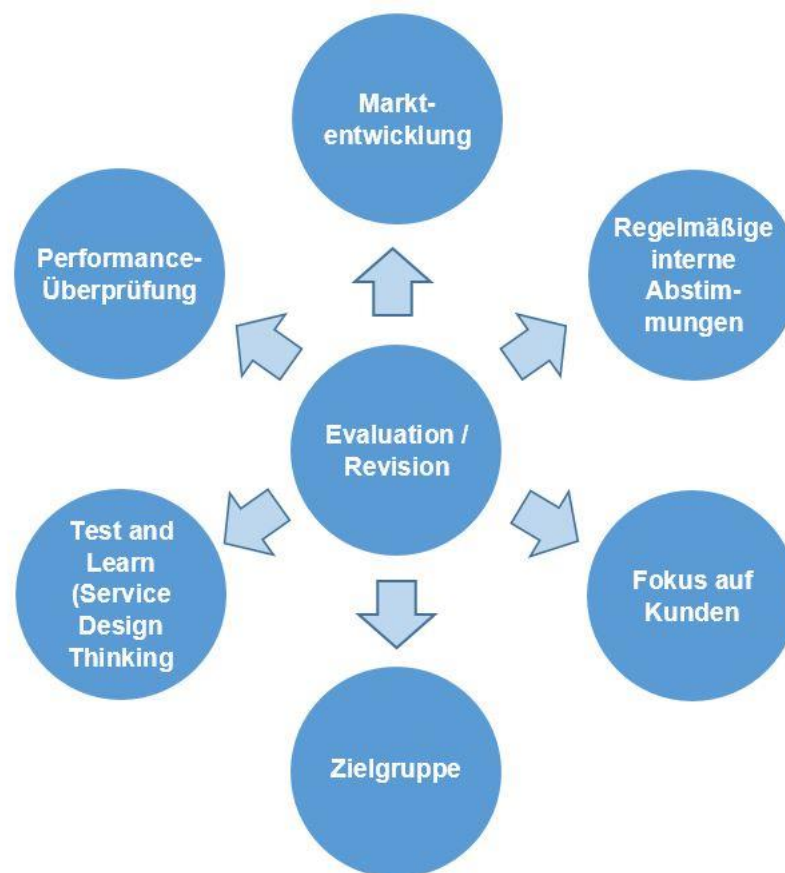 Markt-
entwicklung
Regelmäßige
interne
Abstim-
mungen
Performance-
Überprüfung
Evaluation /
Revision
Test and
Learn
(Service
Design
Thinking
Fokus auf
Kunden
Zielgruppe